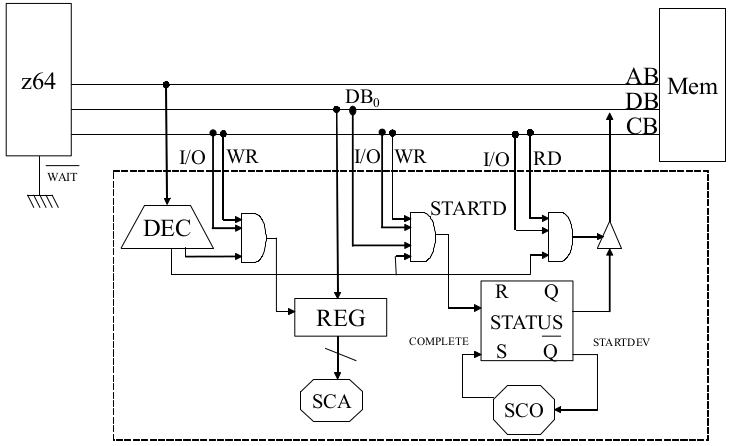 z64
Mem
AB
DB
CB
DB0
I/O WR
I/O WR
I/O RD
WAIT
DEC
STARTD
REG
R Q
STATUS
S Q
COMPLETE
STARTDEV
SCA
SCO